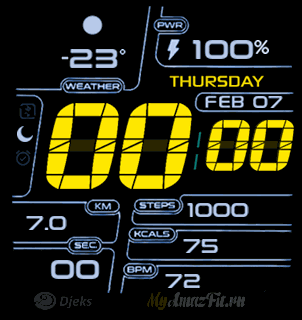 PWR
-23°
100%
WEATHER
THURSDAY
FEB 07
00 00
KM
STEPS
1000
7.0
KCALS
SEC
75
00
BPM
72
Djeks
MyAmazFit.ru